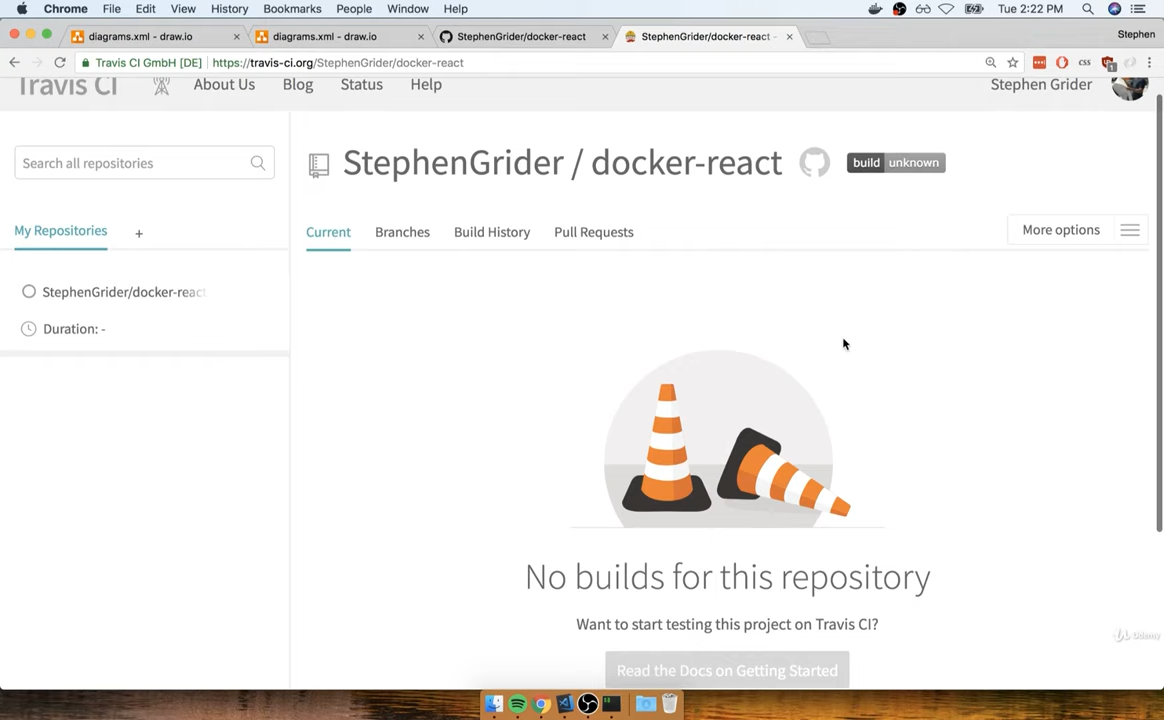 Chrome File Edit View History Bookmarks People Window Help Tue 2:22 PM
diagrams.xml - draw.io diagrams.xml - draw.io StephenGrider/docker-react StephenGrider/docker-react - Stephen
Travis CI GmbH [DE] https://travis-ci.org/StephenGrider/docker-react css 1
Travis CI About Us Blog Status Help Stephen Grider
Search all repositories
StephenGrider / docker-react build unknown
My Repositories +
Current Branches Build History Pull Requests More options
StephenGrider/docker-react
Duration: -
No builds for this repository
Want to start testing this project on Travis CI?
Read the Docs on Getting Started
Udemy